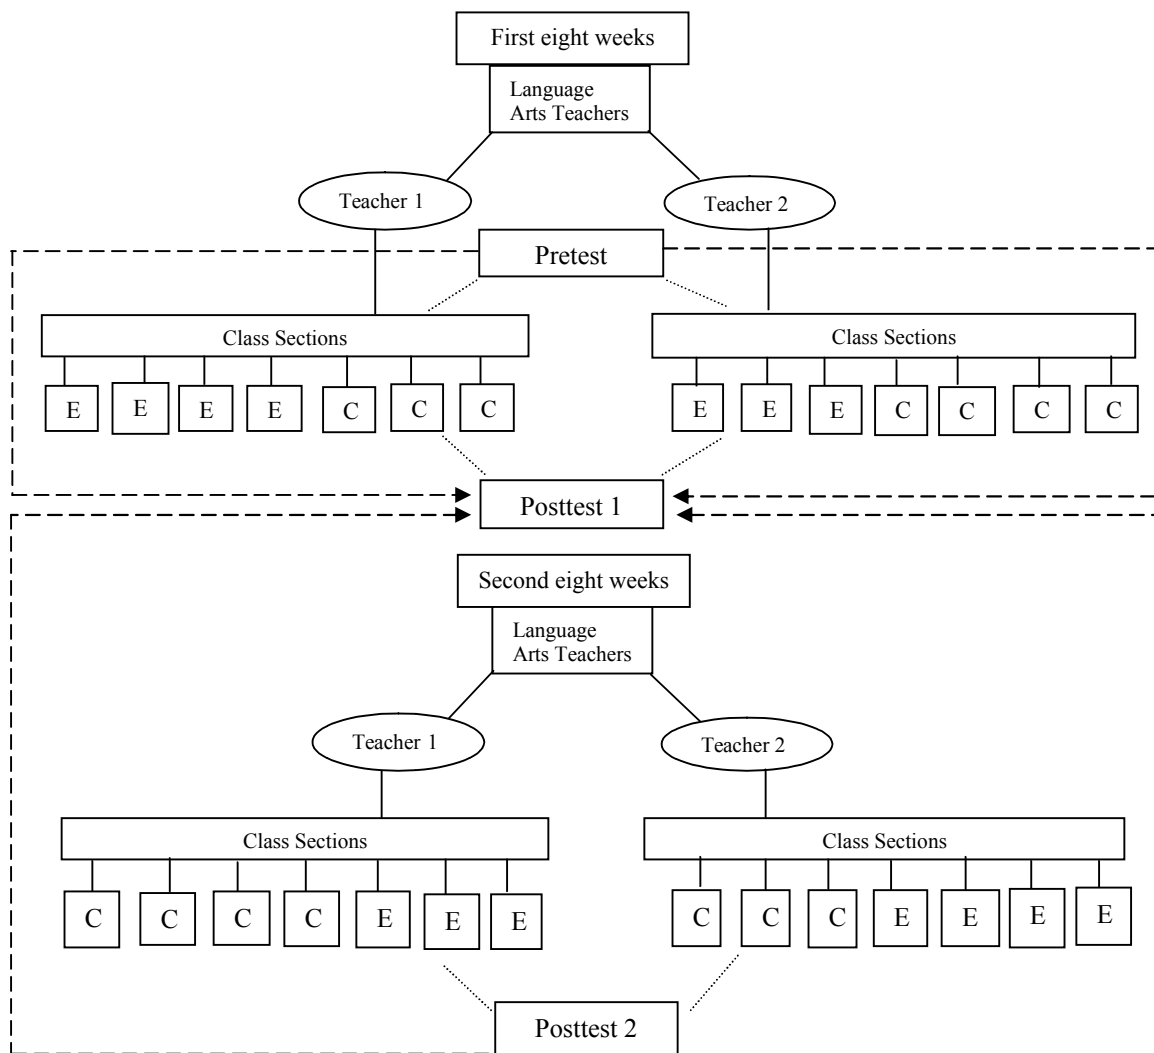 First eight weeks
Language
Arts Teachers
Teacher 1
Teacher 2
Pretest
Class Sections
Class Sections
E E E E C C C
E E E C C C C
Posttest 1
Second eight weeks
Language
Arts Teachers
Teacher 1
Teacher 2
Class Sections
Class Sections
C C C C E E E
C C C E E E E
Posttest 2